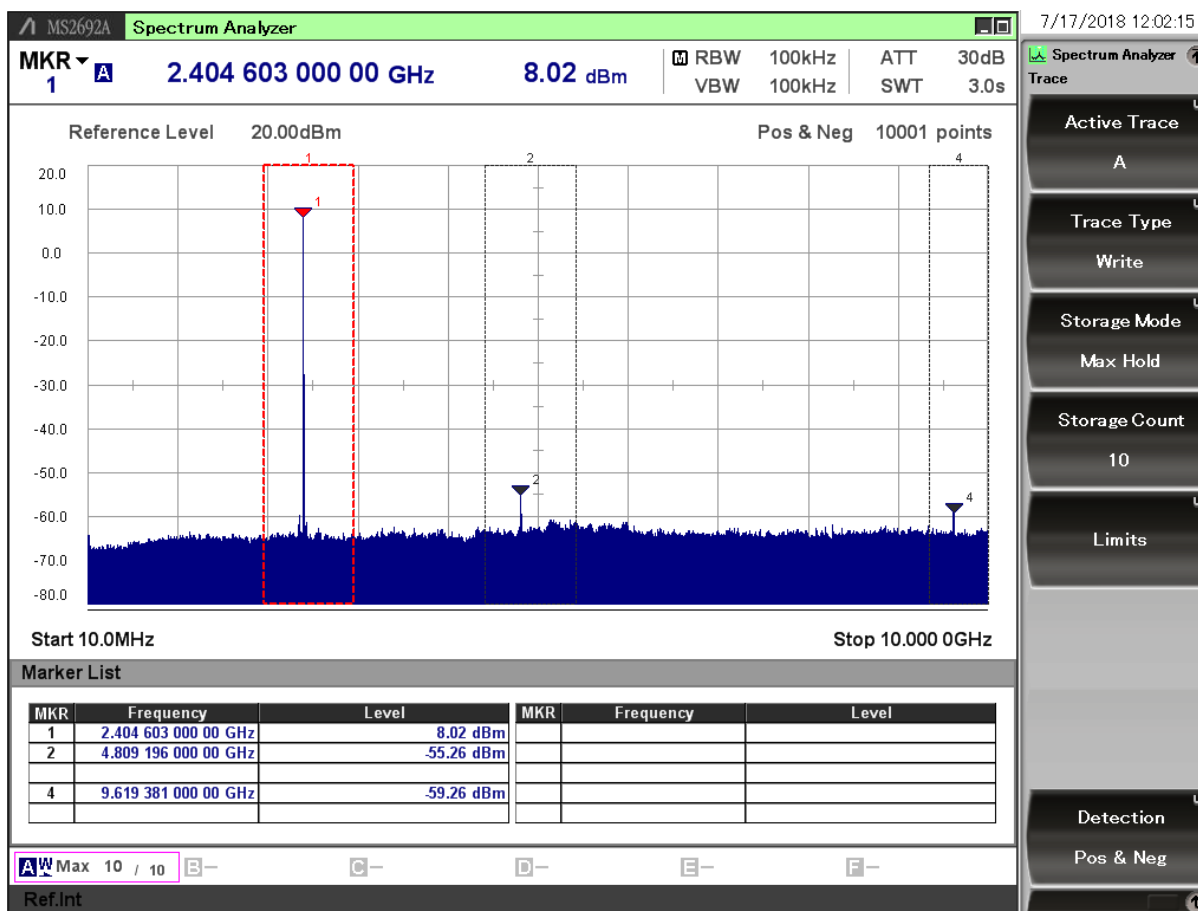 MS2692A Spectrum Analyzer
7/17/2018 12:02:15
MKR 1 A 2.404 603 000 00 GHz 8.02 dBm
M RBW 100kHz ATT 30dB
VBW 100kHz SWT 3.0s
Reference Level 20.00dBm Pos & Neg 10001 points
1 2 4
20.0
10.0
0.0
-10.0
-20.0
-30.0
-40.0
-50.0
-60.0
-70.0
-80.0
1
2
4
Start 10.0MHz Stop 10.000 0GHz
Marker List
MKR Frequency Level MKR Frequency Level
1 2.404 603 000 00 GHz 8.02 dBm
2 4.809 196 000 00 GHz -55.26 dBm
4 9.619 381 000 00 GHz -59.26 dBm
A W Max 10 / 10 B - C - D - E - F -
Ref.Int
Spectrum Analyzer
Trace
Active Trace
A
Trace Type
Write
Storage Mode
Max Hold
Storage Count
10
Limits
Detection
Pos & Neg